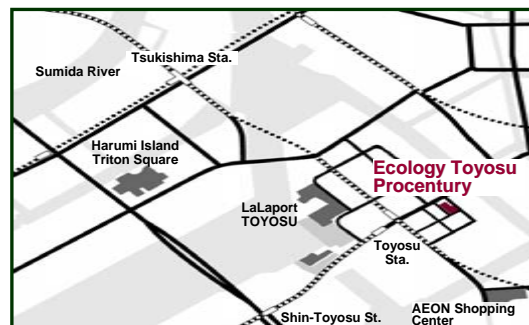 Tsukishima Sta.
Sumida River
Harumi Island
Triton Square
Ecology Toyosu
Procentury
LaLaport
TOYOSU
Toyosu
Sta.
Shin-Toyosu St.
AEON Shopping
Center